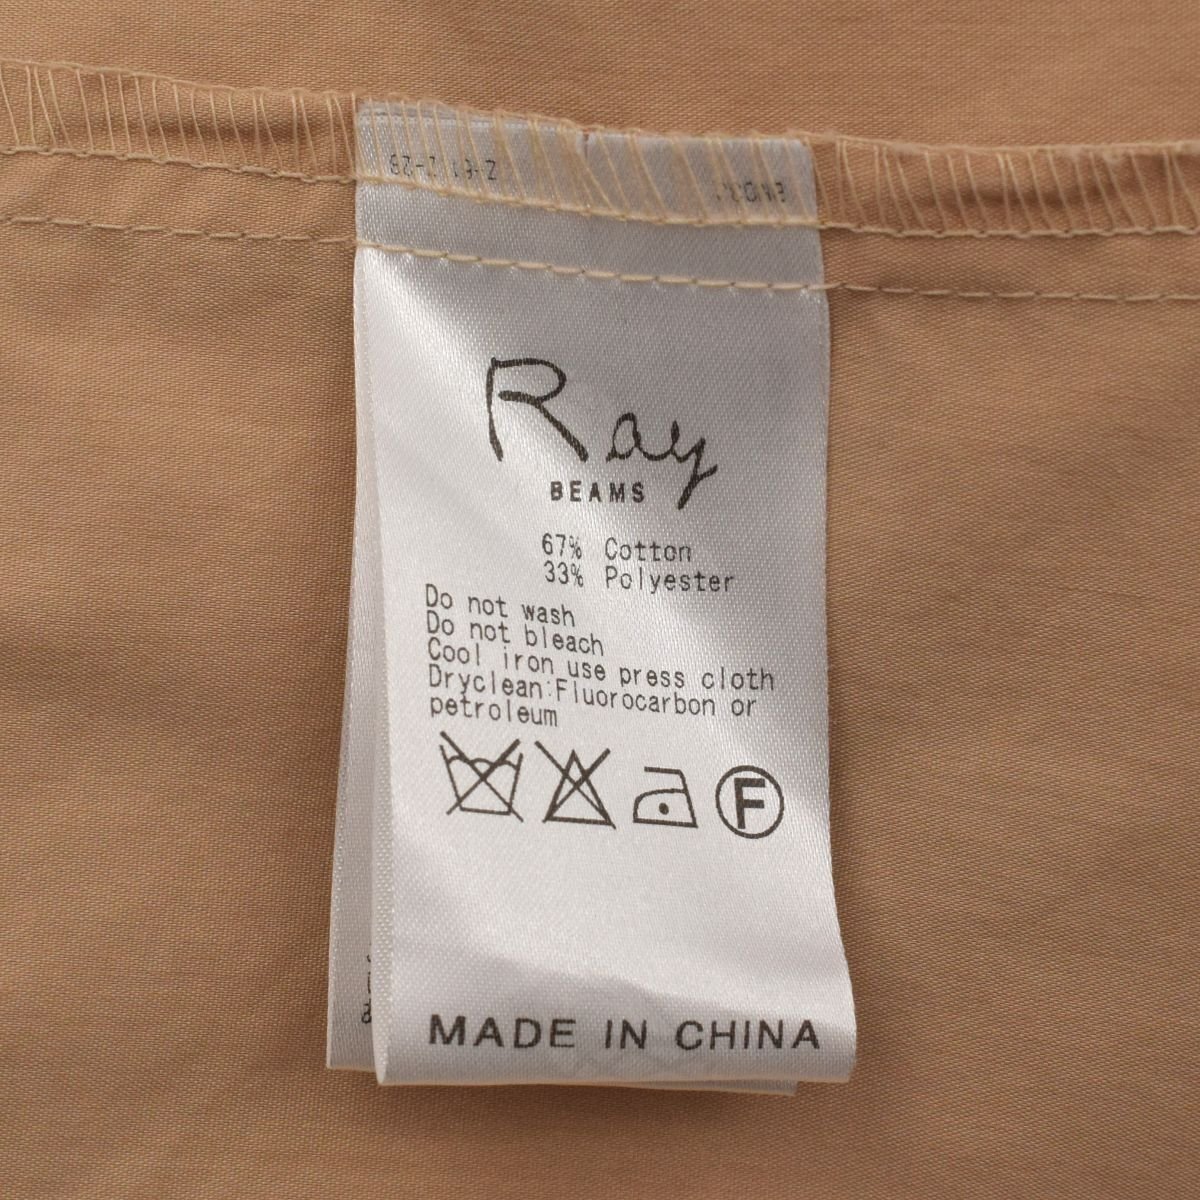 Ray
BEAMS
67% Cotton
33% Polyester
Do not wash
Do not bleach
Cool iron use press cloth
Dryclean:Fluorocarbon or
petroleum
F
MADE IN CHINA